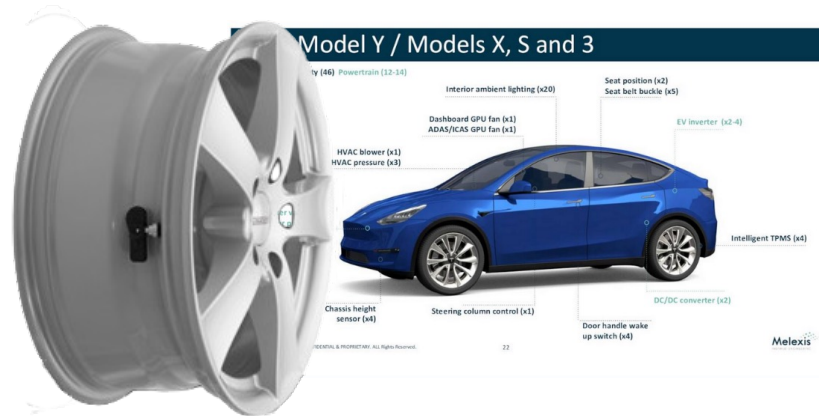 Model Y / Models X, S and 3
(46) Powertrain (12-14)
Interior ambient lighting (x20)
Seat position (x2)
Seat belt buckle (x5)
Dashboard GPU fan (x1)
ADAS/ICAS GPU fan (x1)
EV inverter (x2-4)
HVAC blower (x1)
HVAC pressure (x3)
Intelligent TPMS (x4)
DC/DC converter (x2)
Chassis height
sensor (x4)
Steering column control (x1)
Door handle wake
up switch (x4)
& PROPRIETARY. ALL Rights Reserved.
22
Melexis